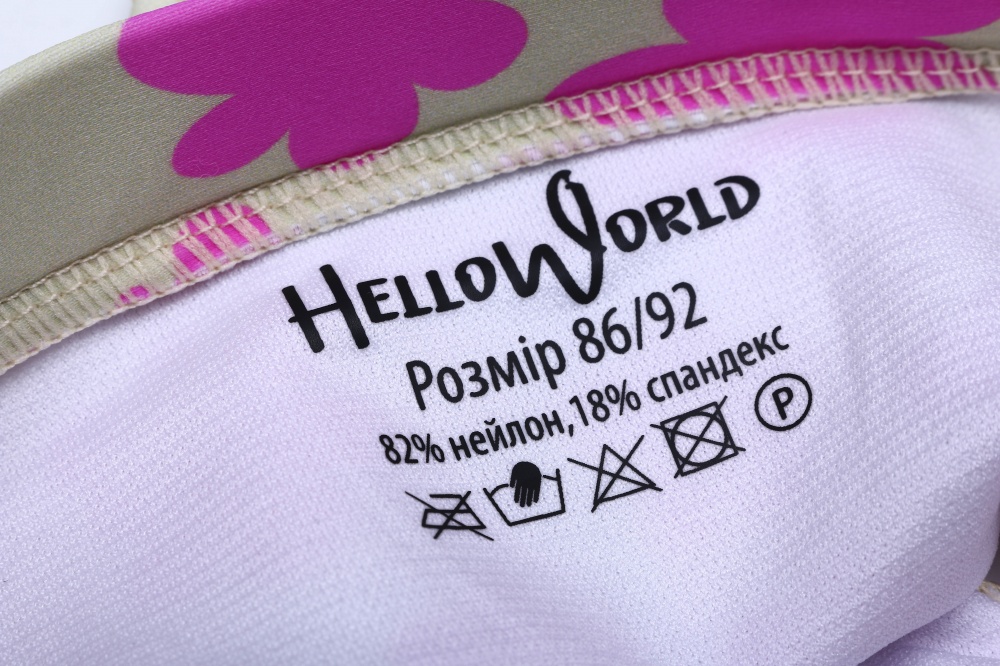 HELLOWORLD
Розмір 86/92
82% нейлон, 18% спандекс
P